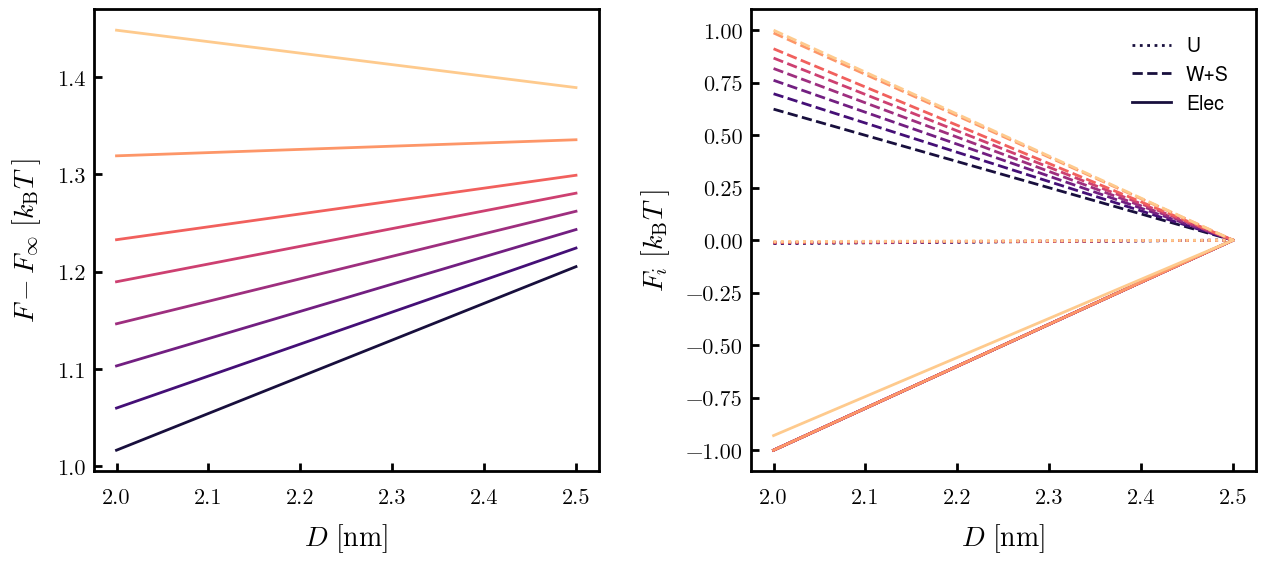 F − F∞ [kBT]
1.4
1.3
1.2
1.1
1.0
2.0 2.1 2.2 2.3 2.4 2.5
D [nm]
Fi [kBT]
1.00
0.75
0.50
0.25
0.00
−0.25
−0.50
−0.75
−1.00
U
W+S
Elec
2.0 2.1 2.2 2.3 2.4 2.5
D [nm]